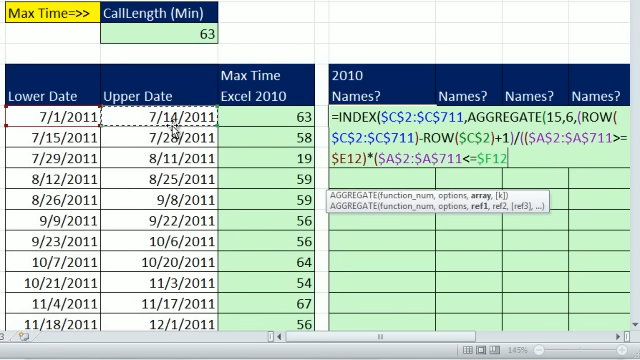 Max Time=>> CallLength (Min)
63
Max Time 2010
Lower Date Upper Date Excel 2010 Names? Names? Names? Names?
7/1/2011 7/14/2011 63 =INDEX($C$2:$C$711,AGGREGATE(15,6,(ROW(
7/15/2011 7/28/2011 58 $C$2:$C$711)-ROW($C$2)+1)/(($A$2:$A$711>=
7/29/2011 8/11/2011 19 $E12)*($A$2:$A$711<=$F12
8/12/2011 8/25/2011 59
AGGREGATE(function_num, options, array, [k])
8/26/2011 9/8/2011 59 AGGREGATE(function_num, options, ref1, ref2, [ref3], ...)
9/9/2011 9/22/2011 56
9/23/2011 10/6/2011 56
10/7/2011 10/20/2011 64
10/21/2011 11/3/2011 54
11/4/2011 11/17/2011 67
11/18/2011 12/1/2011 56
3
145%